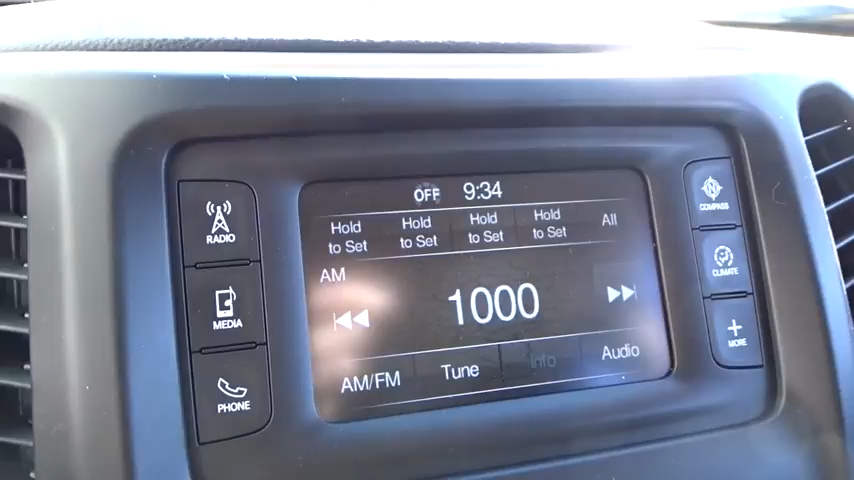 OFF 9:34
Hold to Set Hold to Set Hold to Set Hold to Set All
AM
1000
AM/FM Tune Info Audio
RADIO
MEDIA
PHONE
N
COMPASS
CLIMATE
MORE